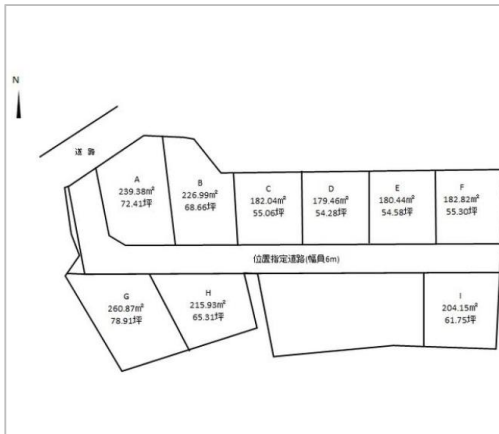 N
道路
A
239.38㎡
72.41坪
B
226.99㎡
68.66坪
C
182.04㎡
55.06坪
D
179.46㎡
54.28坪
E
180.44㎡
54.58坪
F
182.82㎡
55.30坪
位置指定道路(幅員6m)
G
260.87㎡
78.91坪
H
215.93㎡
65.31坪
I
204.15㎡
61.75坪